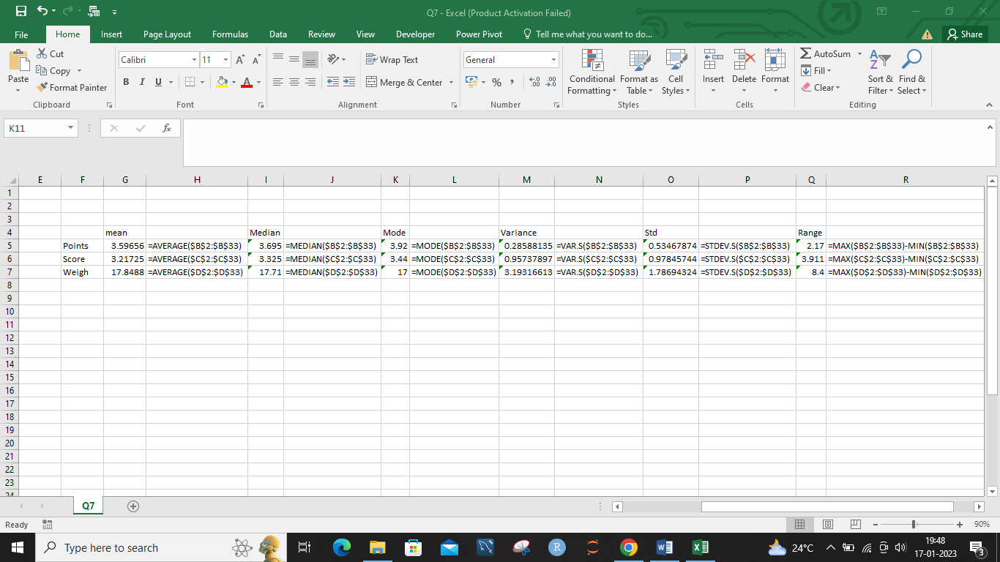 Q7 - Excel (Product Activation Failed)
File Home Insert Page Layout Formulas Data Review View Developer Power Pivot Tell me what you want to do... Share
Paste
Cut
Copy
Format Painter
Clipboard
Calibri 11
B I U
Font
Wrap Text
Merge & Center
Alignment
General
Number
Conditional Formatting
Format as Table
Cell Styles
Styles
Insert Delete Format
Cells
AutoSum
Fill
Clear
Sort & Filter
Find & Select
Editing
K11
fx
E F G H I J K L M N O P Q R
1
2
3
4 mean Median Mode Variance Std Range
5 Points 3.59656 =AVERAGE($B$2:$B$33) 3.695 =MEDIAN($B$2:$B$33) 3.92 =MODE($B$2:$B$33) 0.28588135 =VAR.S($B$2:$B$33) 0.53467874 =STDEV.S($B$2:$B$33) 2.17 =MAX($B$2:$B$33)-MIN($B$2:$B$33)
6 Score 3.21725 =AVERAGE($C$2:$C$33) 3.325 =MEDIAN($C$2:$C$33) 3.44 =MODE($C$2:$C$33) 0.95737897 =VAR.S($C$2:$C$33) 0.97845744 =STDEV.S($C$2:$C$33) 3.911 =MAX($C$2:$C$33)-MIN($C$2:$C$33)
7 Weigh 17.8488 =AVERAGE($D$2:$D$33) 17.71 =MEDIAN($D$2:$D$33) 17 =MODE($D$2:$D$33) 3.19316613 =VAR.S($D$2:$D$33) 1.78694324 =STDEV.S($D$2:$D$33) 8.4 =MAX($D$2:$D$33)-MIN($D$2:$D$33)
8
9
10
11
12
13
14
15
16
17
18
19
20
21
22
23
24
Q7
Ready 90%
Type here to search
24°C
19:48
17-01-2023
3